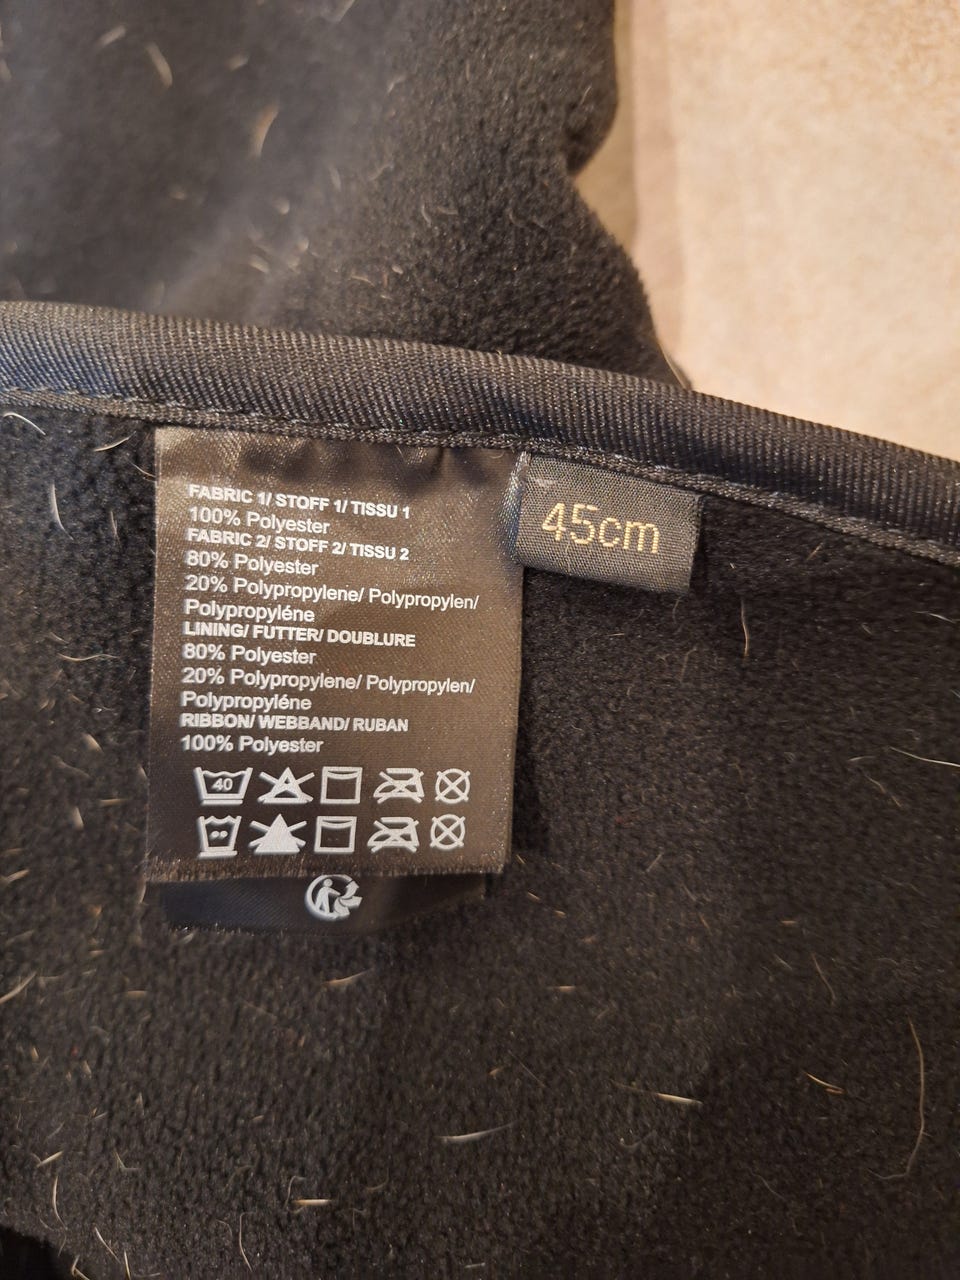 FABRIC 1/ STOFF 1/ TISSU 1
100% Polyester
FABRIC 2/ STOFF 2/ TISSU 2
80% Polyester
20% Polypropylene/ Polypropylen/
Polypropyléne
LINING/ FUTTER/ DOUBLURE
80% Polyester
20% Polypropylene/ Polypropylen/
Polypropyléne
RIBBON/ WEBBAND/ RUBAN
100% Polyester
40
45cm